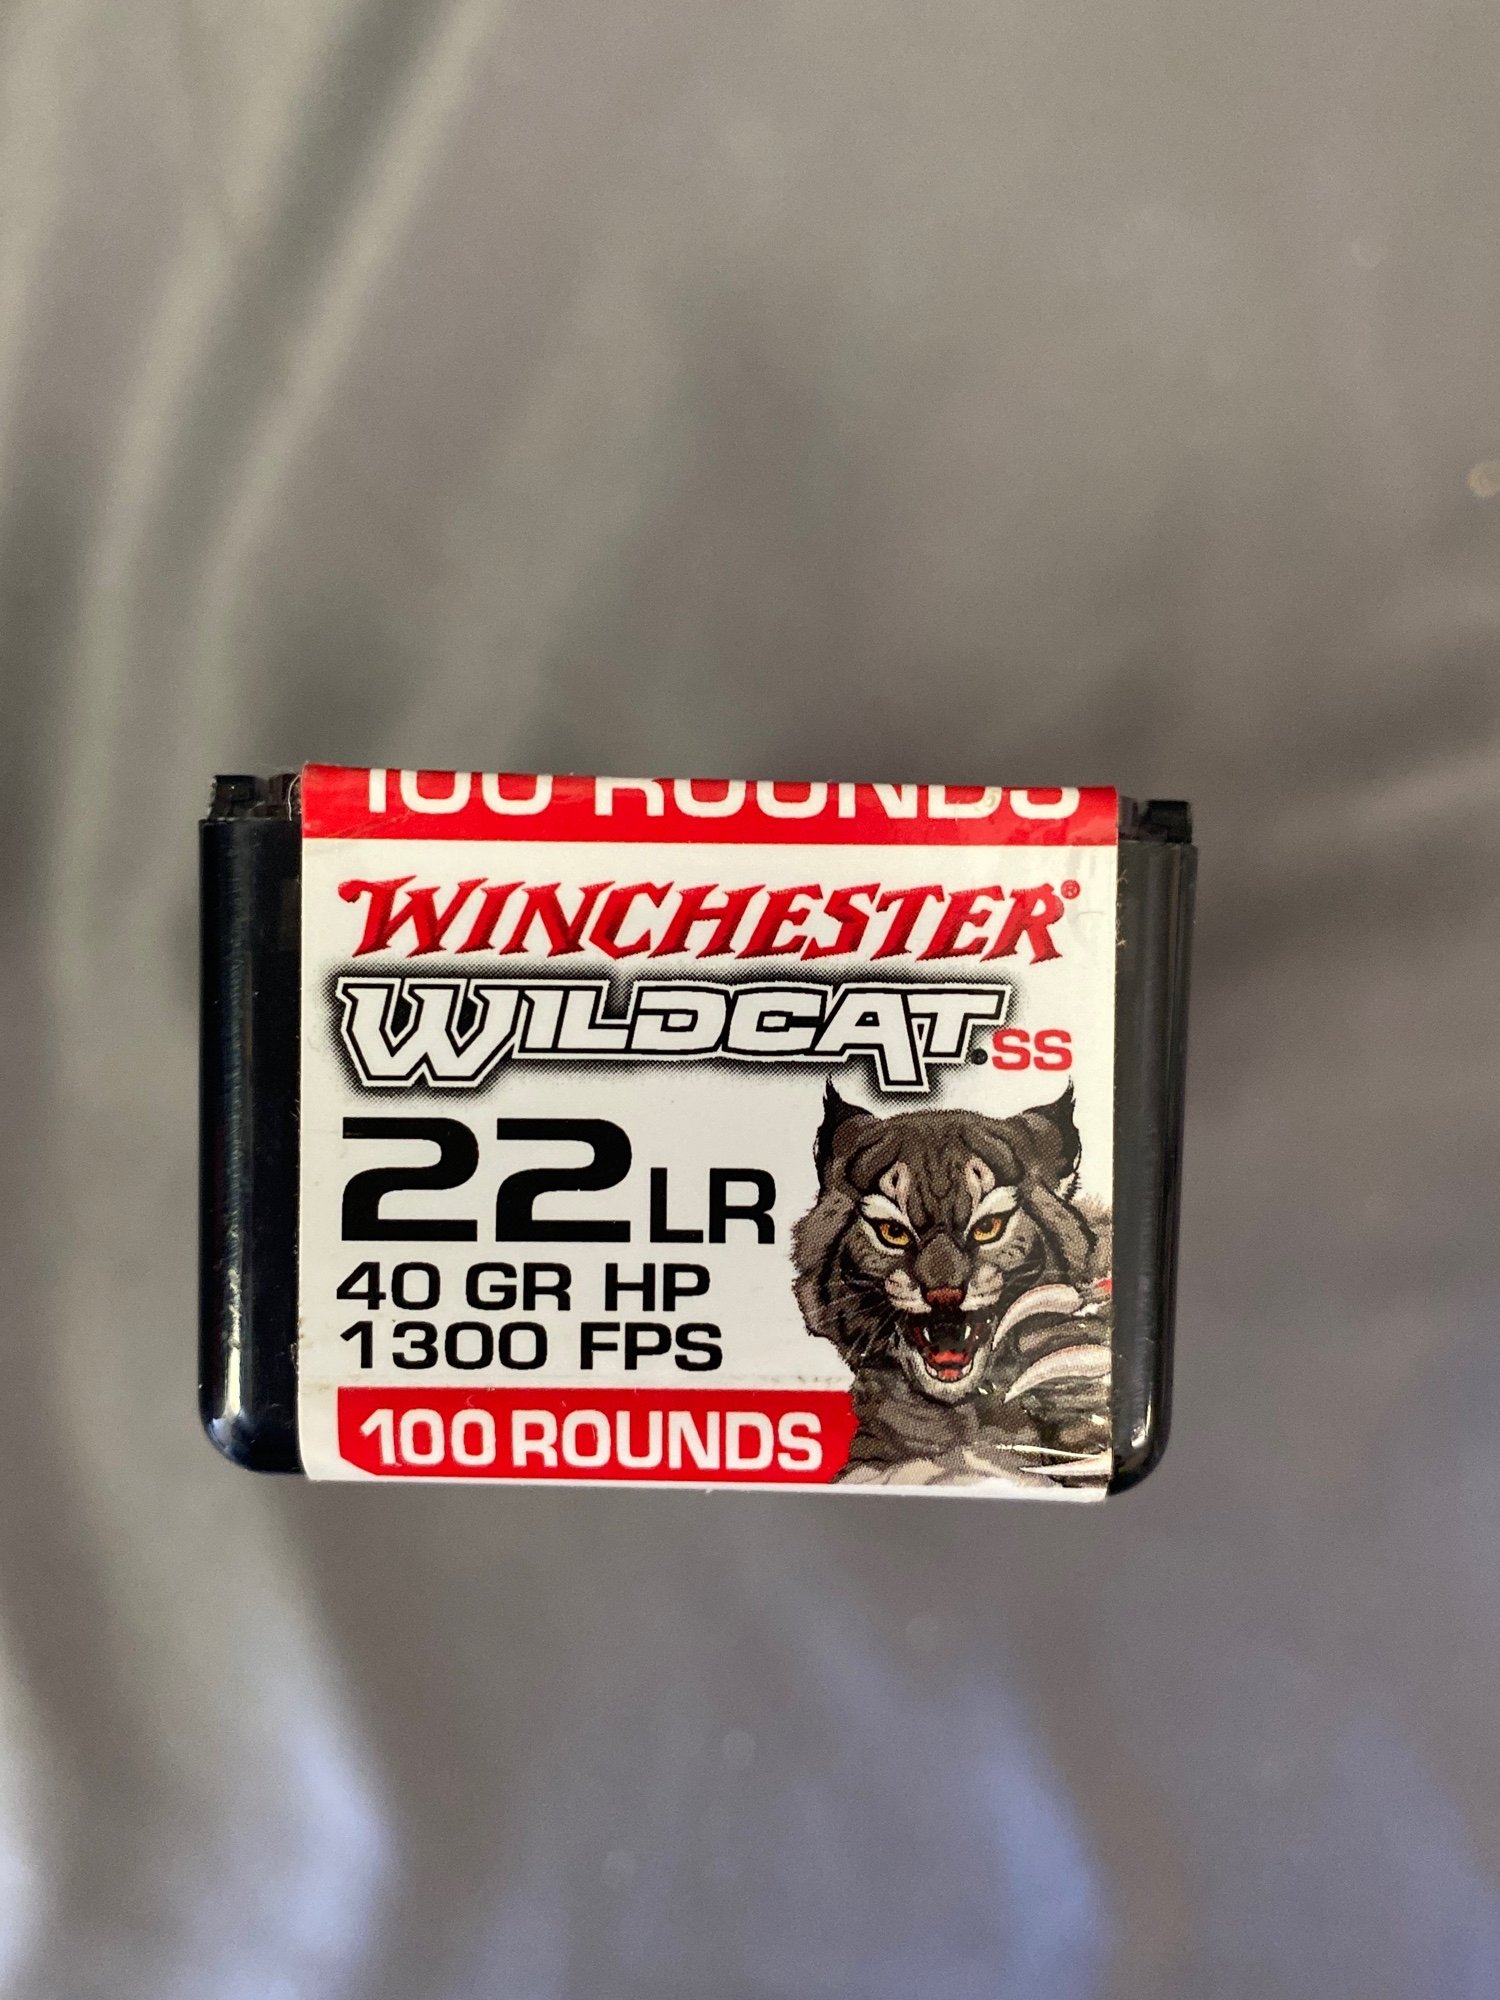 100 ROUNDS
WINCHESTER®
WILDCAT.SS
22LR
40 GR HP
1300 FPS
100 ROUNDS